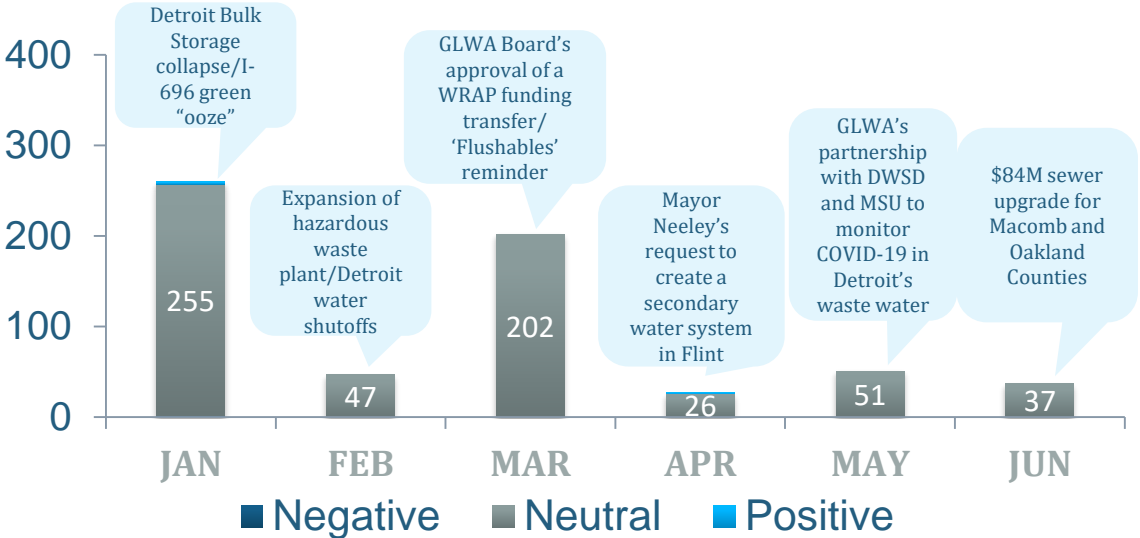 Detroit Bulk
Storage
collapse/I-
696 green
“ooze”
GLWA Board’s
approval of a
WRAP funding
transfer/
‘Flushables’
reminder
GLWA’s
partnership
with DWSD
and MSU to
monitor
COVID-19 in
Detroit’s
waste water
$84M sewer
upgrade for
Macomb and
Oakland
Counties
Expansion of
hazardous
waste
plant/Detroit
water
shutoffs
Mayor
Neeley’s
request to
create a
secondary
water system
in Flint
400
300
200
100
0
255
47
202
26
51
37
JAN
FEB
MAR
APR
MAY
JUN
Negative
Neutral
Positive